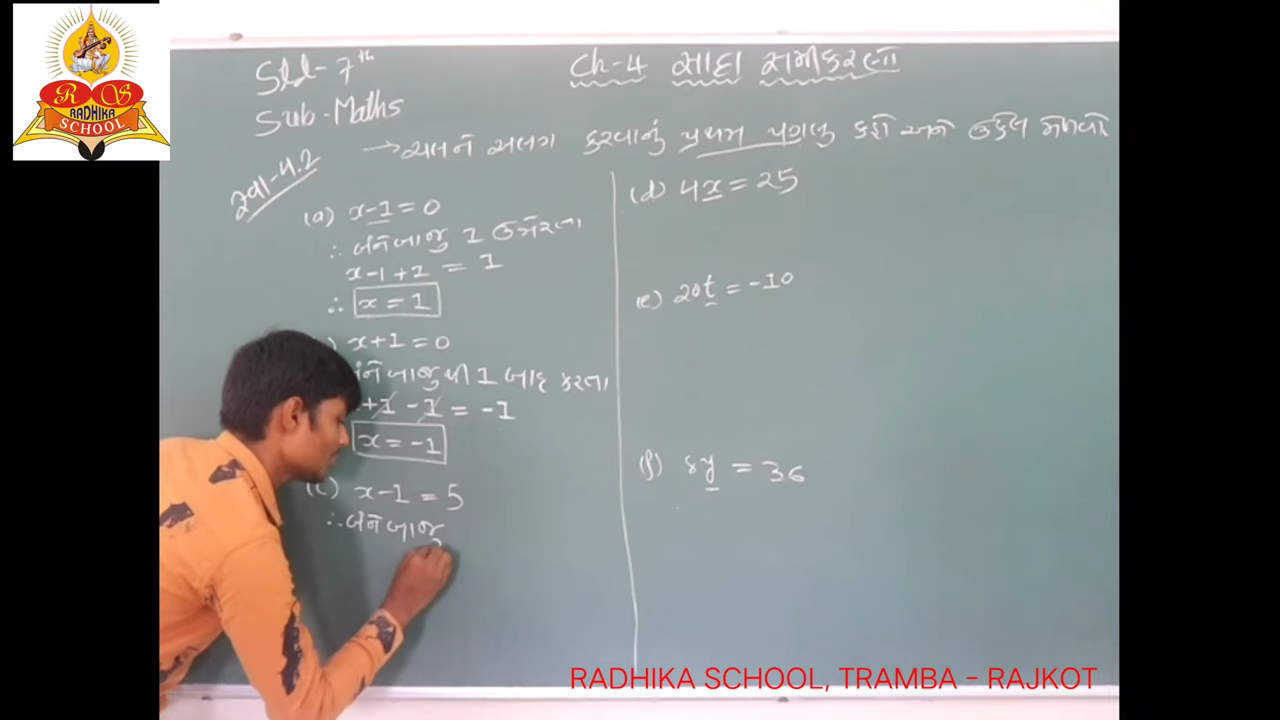 R S
RADHIKA
SCHOOL
Std-7th
Sub-Maths
Ch-4 સાદા સમીકરણ
→ ચલને અલગ કરવાનું પ્રથમ પગલું કહો અને ઉકેલ મેળવો
સ્વા-4.2
(a) x-1=0
∴ બંને બાજુ 1 ઉમેરતા
x-1+1 = 1
∴ x = 1
) x+1=0
બંને બાજુથી 1 બાદ કરતા
+1 -1 = -1
x = -1
(c) x-1 = 5
∴ બંને બાજુ
(d) 4x = 25
(e) 20t = -10
(f) 8y = 36
RADHIKA SCHOOL, TRAMBA - RAJKOT